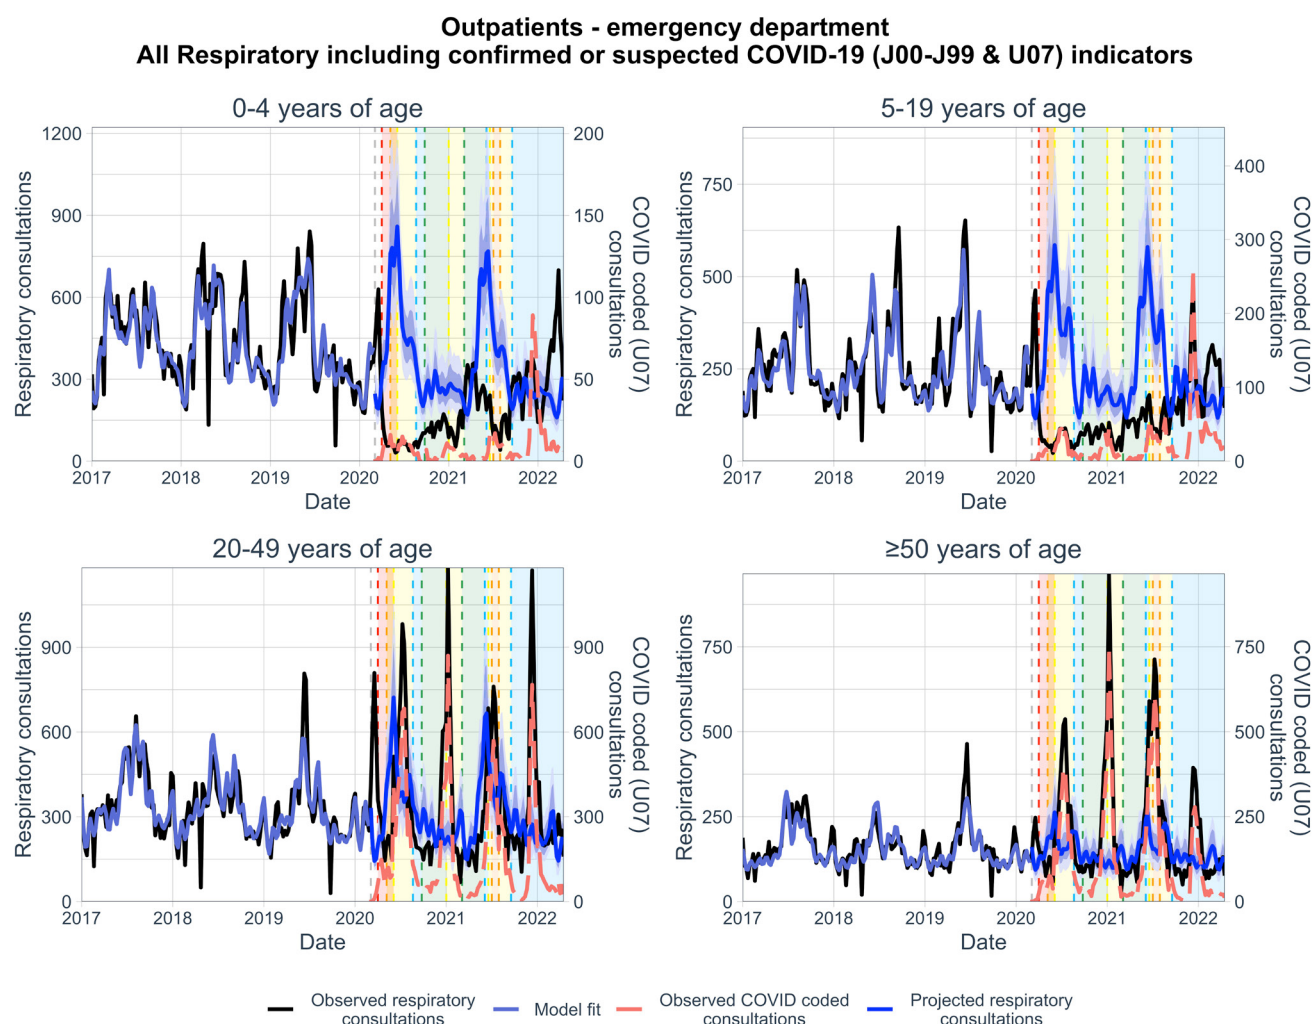 Outpatients - emergency department
All Respiratory including confirmed or suspected COVID-19 (J00-J99 & U07) indicators
0-4 years of age
Respiratory consultations
1200
900
600
300
0
200
150
100
50
0
COVID coded (U07)
consultations
2017 2018 2019 2020 2021 2022
Date
5-19 years of age
Respiratory consultations
750
500
250
0
400
300
200
100
0
COVID coded (U07)
consultations
2017 2018 2019 2020 2021 2022
Date
20-49 years of age
Respiratory consultations
900
600
300
0
900
600
300
0
COVID coded (U07)
consultations
2017 2018 2019 2020 2021 2022
Date
≥50 years of age
Respiratory consultations
750
500
250
0
750
500
250
0
COVID coded (U07)
consultations
2017 2018 2019 2020 2021 2022
Date
Observed respiratory
consultations
Model fit
Observed COVID coded
consultations
Projected respiratory
consultations